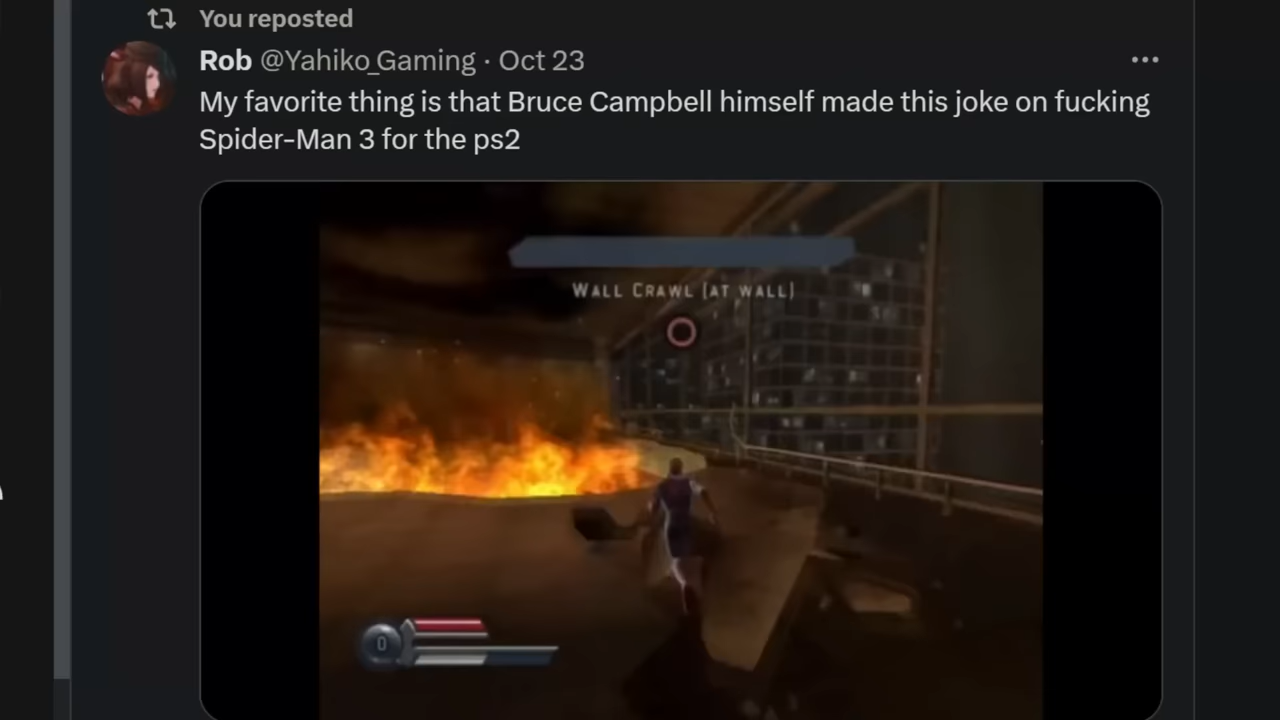 You reposted
Rob @Yahiko_Gaming · Oct 23
My favorite thing is that Bruce Campbell himself made this joke on fucking
Spider-Man 3 for the ps2
WALL CRAWL (AT WALL)
0